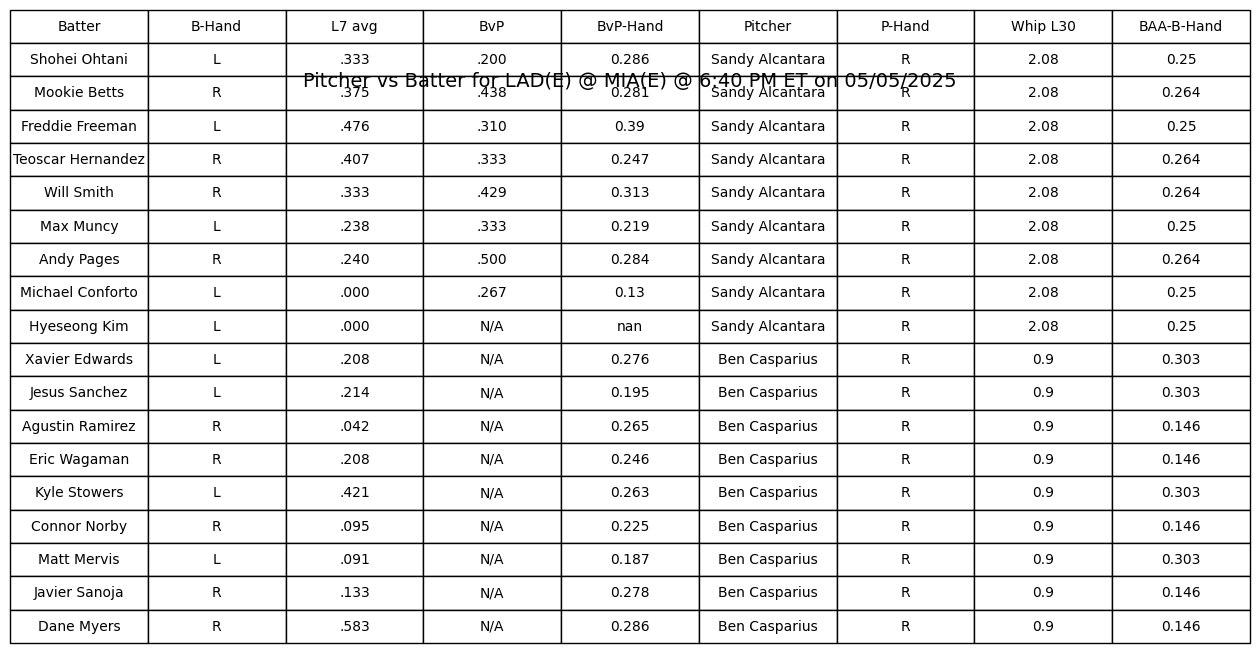 Batter B-Hand L7 avg BvP BvP-Hand Pitcher P-Hand Whip L30 BAA-B-Hand
Shohei Ohtani L .333 .200 0.286 Sandy Alcantara R 2.08 0.25
Pitcher vs Batter for LAD(E) @ MIA(E) @ 6:40 PM ET on 05/05/2025
Mookie Betts R .375 .438 0.281 Sandy Alcantara R 2.08 0.264
Freddie Freeman L .476 .310 0.39 Sandy Alcantara R 2.08 0.25
Teoscar Hernandez R .407 .333 0.247 Sandy Alcantara R 2.08 0.264
Will Smith R .333 .429 0.313 Sandy Alcantara R 2.08 0.264
Max Muncy L .238 .333 0.219 Sandy Alcantara R 2.08 0.25
Andy Pages R .240 .500 0.284 Sandy Alcantara R 2.08 0.264
Michael Conforto L .000 .267 0.13 Sandy Alcantara R 2.08 0.25
Hyeseong Kim L .000 N/A nan Sandy Alcantara R 2.08 0.25
Xavier Edwards L .208 N/A 0.276 Ben Casparius R 0.9 0.303
Jesus Sanchez L .214 N/A 0.195 Ben Casparius R 0.9 0.303
Agustin Ramirez R .042 N/A 0.265 Ben Casparius R 0.9 0.146
Eric Wagaman R .208 N/A 0.246 Ben Casparius R 0.9 0.146
Kyle Stowers L .421 N/A 0.263 Ben Casparius R 0.9 0.303
Connor Norby R .095 N/A 0.225 Ben Casparius R 0.9 0.146
Matt Mervis L .091 N/A 0.187 Ben Casparius R 0.9 0.303
Javier Sanoja R .133 N/A 0.278 Ben Casparius R 0.9 0.146
Dane Myers R .583 N/A 0.286 Ben Casparius R 0.9 0.146